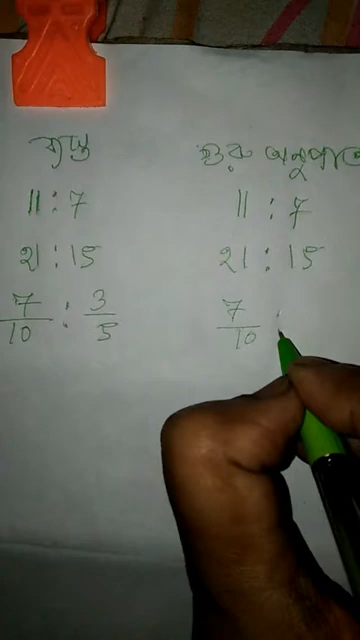 গুরু অনুপাত
11 : 7 11 : 7
21 : 15 21 : 15
7/10 : 3/5 7/10 :